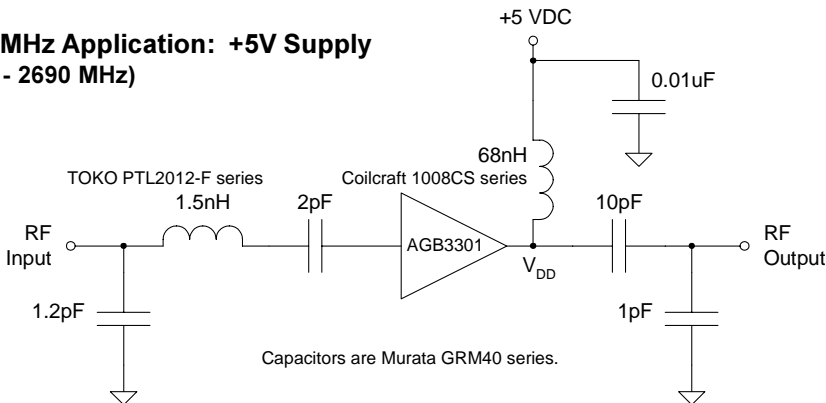 MHz Application: +5V Supply
- 2690 MHz)
+5 VDC
0.01uF
68nH
Coilcraft 1008CS series
TOKO PTL2012-F series
1.5nH
2pF
10pF
RF
Input
AGB3301
VDD
RF
Output
1.2pF
1pF
Capacitors are Murata GRM40 series.